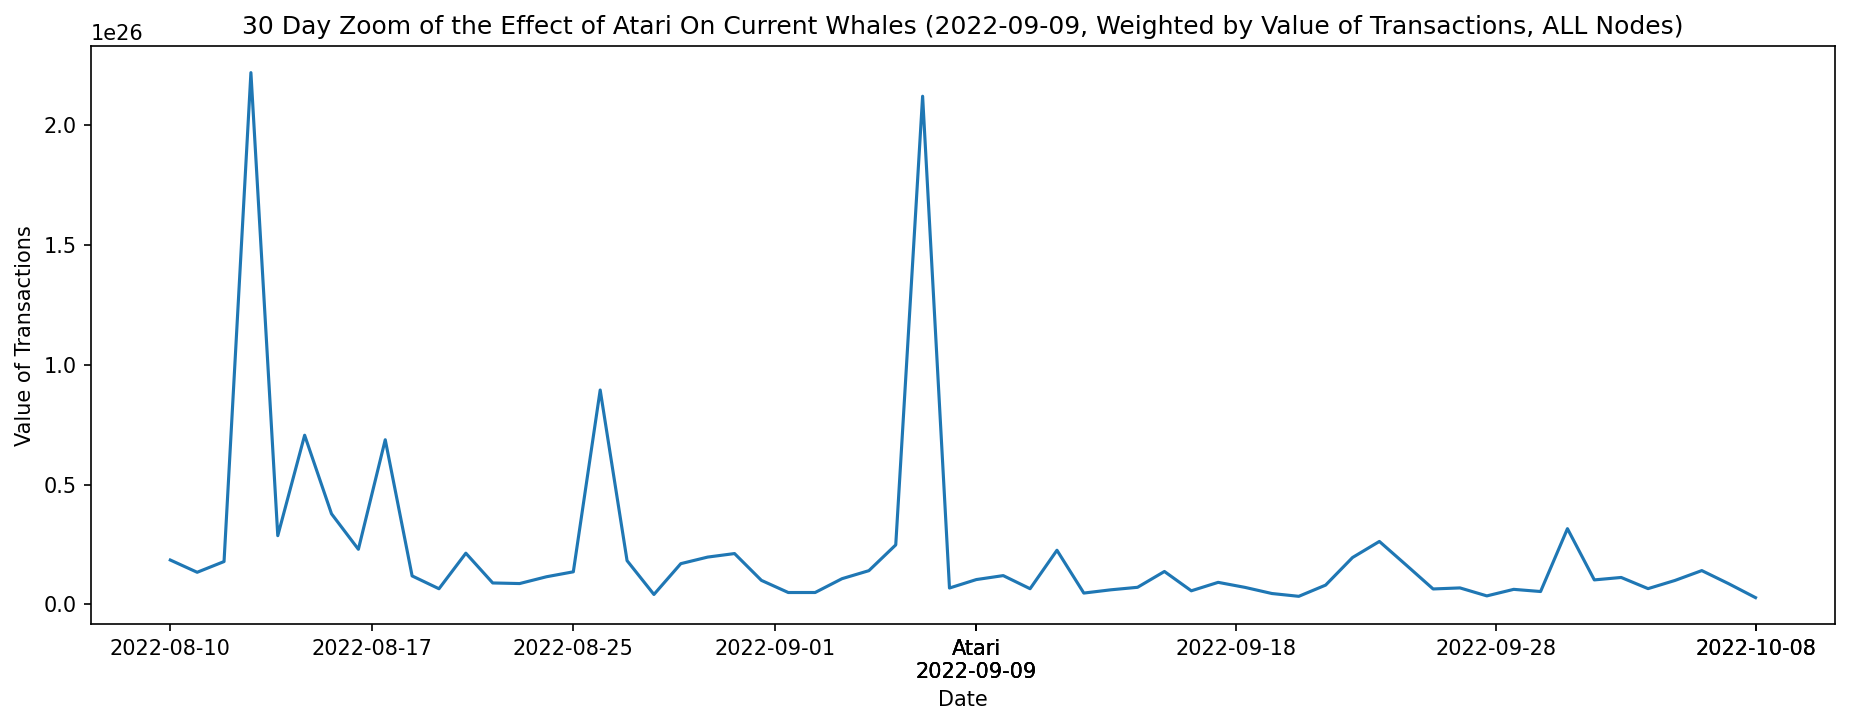 30 Day Zoom of the Effect of Atari On Current Whales (2022-09-09, Weighted by Value of Transactions, ALL Nodes)
1e26
2.0
1.5
1.0
0.5
0.0
Value of Transactions
2022-08-10 2022-08-17 2022-08-25 2022-09-01 Atari 2022-09-18 2022-09-28 2022-10-08
2022-09-09
Date